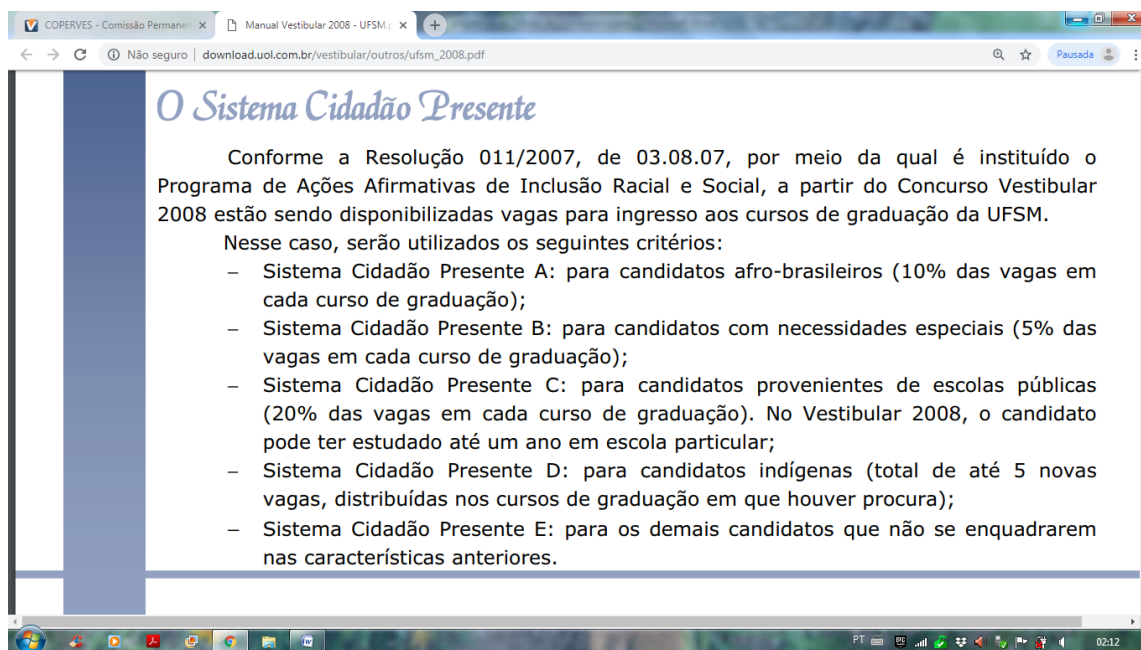 COPERVES - Comissão Permanen
Manual Vestibular 2008 - UFSM.p
Não seguro | download.uol.com.br/vestibular/outros/ufsm_2008.pdf
Pausada
O Sistema Cidadão Presente
Conforme a Resolução 011/2007, de 03.08.07, por meio da qual é instituído o
Programa de Ações Afirmativas de Inclusão Racial e Social, a partir do Concurso Vestibular
2008 estão sendo disponibilizadas vagas para ingresso aos cursos de graduação da UFSM.
Nesse caso, serão utilizados os seguintes critérios:
– Sistema Cidadão Presente A: para candidatos afro-brasileiros (10% das vagas em
cada curso de graduação);
– Sistema Cidadão Presente B: para candidatos com necessidades especiais (5% das
vagas em cada curso de graduação);
– Sistema Cidadão Presente C: para candidatos provenientes de escolas públicas
(20% das vagas em cada curso de graduação). No Vestibular 2008, o candidato
pode ter estudado até um ano em escola particular;
– Sistema Cidadão Presente D: para candidatos indígenas (total de até 5 novas
vagas, distribuídas nos cursos de graduação em que houver procura);
– Sistema Cidadão Presente E: para os demais candidatos que não se enquadrarem
nas características anteriores.
PT
02:12